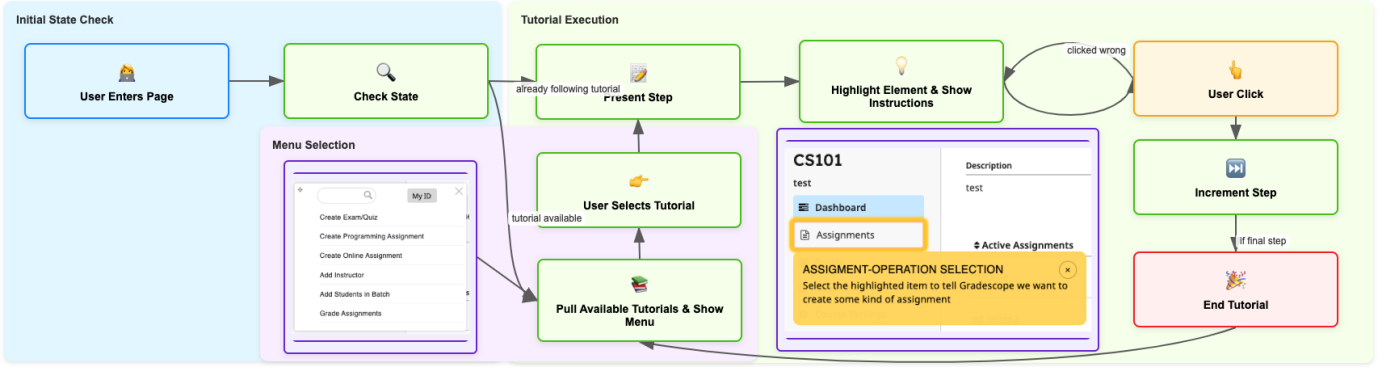 Initial State Check
Tutorial Execution
User Enters Page
Check State
already following tutorial
Present Step
Highlight Element & Show
Instructions
clicked wrong
User Click
Menu Selection
My ID
Create Exam/Quiz
Create Programming Assignment
Create Online Assignment
Add Instructor
Add Students in Batch
Grade Assignments
User Selects Tutorial
tutorial available
Pull Available Tutorials & Show
Menu
CS101
test
Dashboard
Assignments
Description
test
Active Assignments
ASSIGMENT-OPERATION SELECTION
Select the highlighted item to tell Gradescope we want to
create some kind of assignment
Increment Step
if final step
End Tutorial